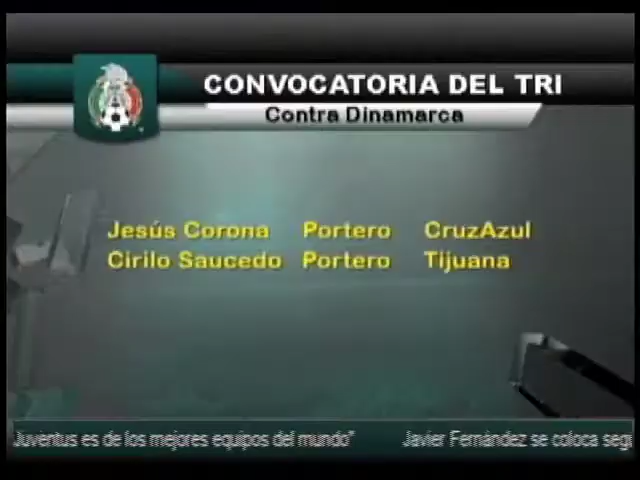 CONVOCATORIA DEL TRI
Contra Dinamarca
Jesús Corona Portero CruzAzul
Cirilo Saucedo Portero Tijuana
Juventus es de los mejores equipos del mundo" Javier Fernández se coloca seg